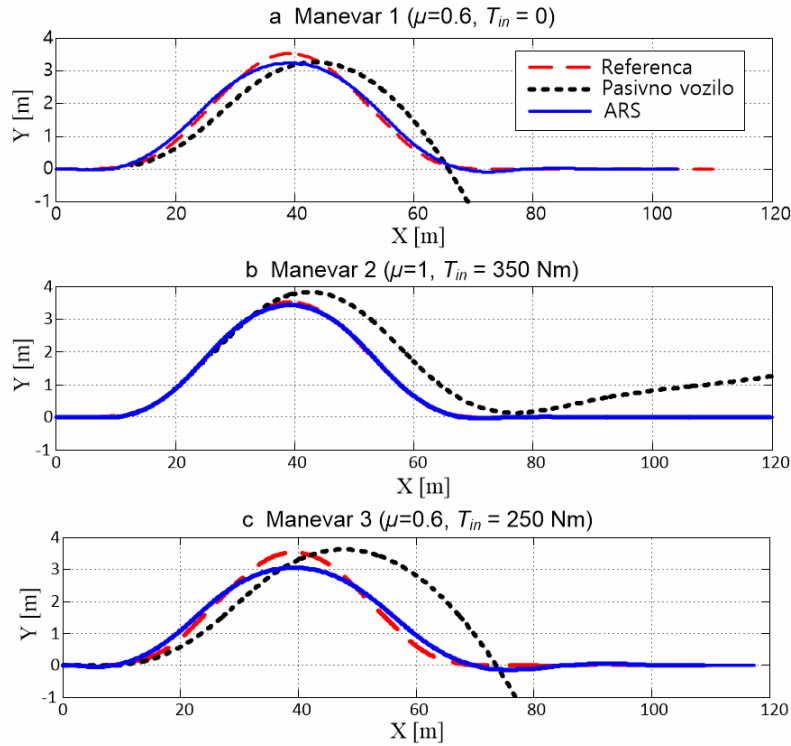 a Manevar 1 (μ=0.6, T_in = 0)
Y [m]
4
3
2
1
0
-1
Referenca
Pasivno vozilo
ARS
0 20 40 60 80 100 120
X [m]
b Manevar 2 (μ=1, T_in = 350 Nm)
Y [m]
4
3
2
1
0
-1
0 20 40 60 80 100 120
X [m]
c Manevar 3 (μ=0.6, T_in = 250 Nm)
Y [m]
4
3
2
1
0
-1
0 20 40 60 80 100 120
X [m]